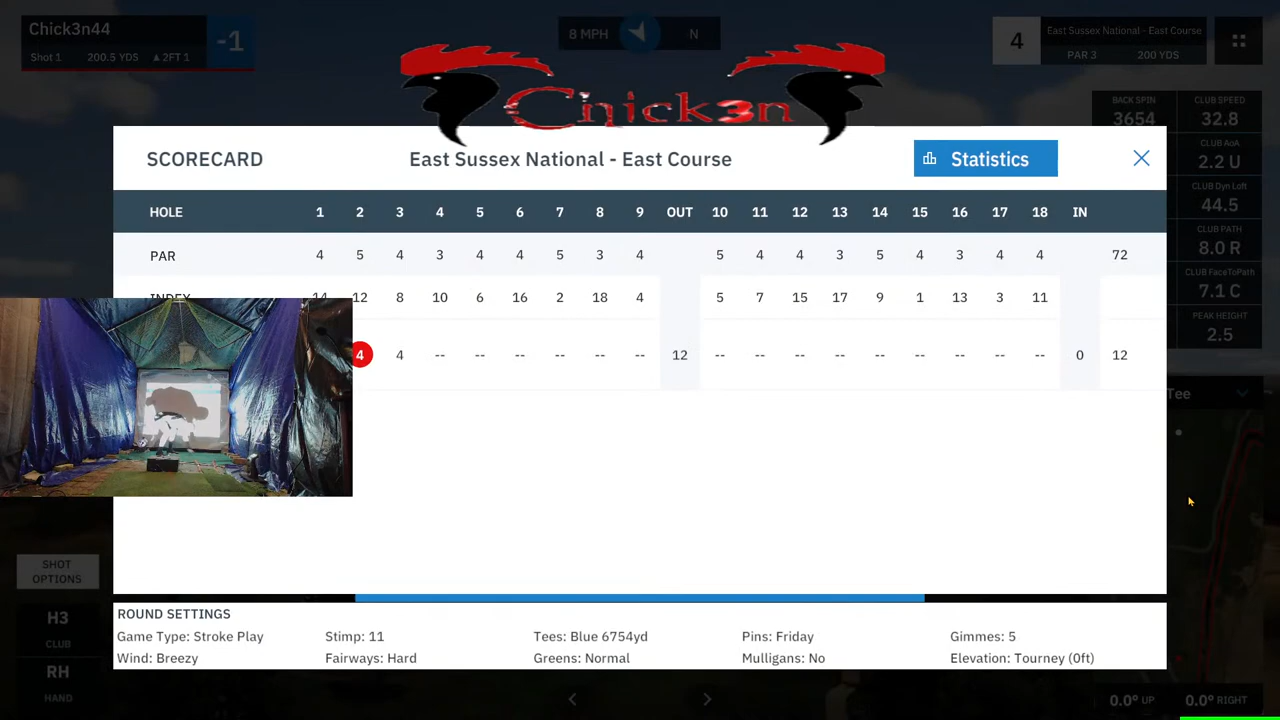 Chick3n44
Shot 1 200.5 YDS ▲2FT 1
-1
8 MPH N
4
East Sussex National - East Course
PAR 3 200 YDS
Chick3n
BACK SPIN
3654
CLUB SPEED
32.8
CLUB AoA
2.2 U
CLUB Dyn Loft
44.5
CLUB PATH
8.0 R
CLUB FaceToPath
7.1 C
PEAK HEIGHT
2.5
SCORECARD
East Sussex National - East Course
Statistics
HOLE 1 2 3 4 5 6 7 8 9 OUT 10 11 12 13 14 15 16 17 18 IN
PAR 4 5 4 3 4 4 5 3 4 5 4 4 3 5 4 3 4 4 72
INDEX 14 12 8 10 6 16 2 18 4 5 7 15 17 9 1 13 3 11
4 4 -- -- -- -- -- -- 12 -- -- -- -- -- -- -- -- -- 0 12
Tee
SHOT
OPTIONS
H3
CLUB
RH
HAND
ROUND SETTINGS
Game Type: Stroke Play Stimp: 11 Tees: Blue 6754yd Pins: Friday Gimmes: 5
Wind: Breezy Fairways: Hard Greens: Normal Mulligans: No Elevation: Tourney (0ft)
0.0° UP 0.0° RIGHT